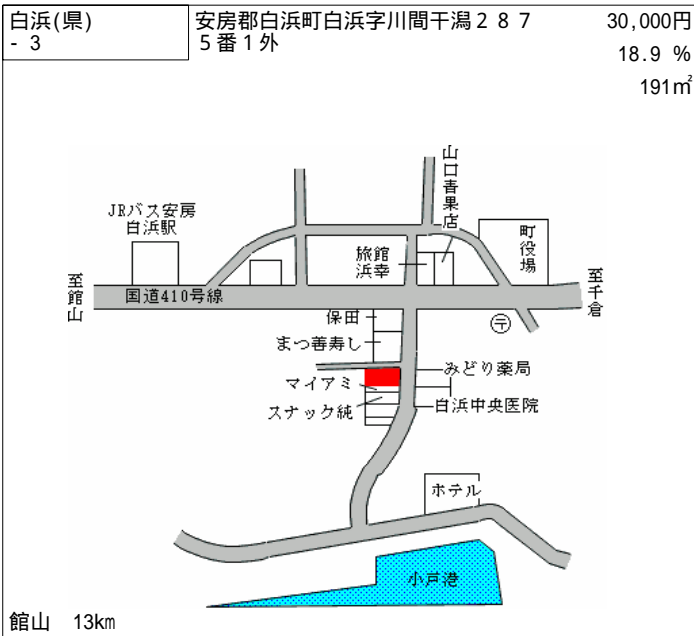 白浜(県)
- 3
安房郡白浜町白浜字川間干潟２８７
５番１外
30,000円
18.9 %
191㎡
山口青果店
JRバス安房
白浜駅
町役場
旅館
浜幸
至館山
国道410号線
至千倉
保田
〒
まつ善寿し
みどり薬局
マイアミ
白浜中央医院
スナック純
ホテル
小戸港
館山　13km